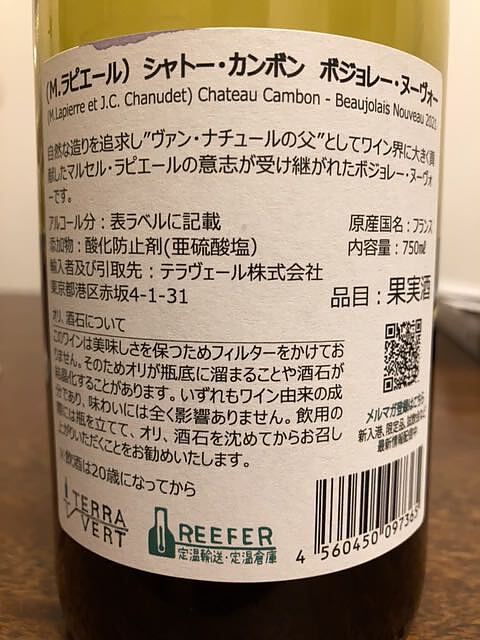 (M.ラピエール) シャトー・カンボン ボジョレー・ヌーヴォー
(M.Lapierre et J.C. Chanudet) Chateau Cambon - Beaujolais Nouveau 2021
自然な造りを追求し"ヴァン・ナチュールの父"としてワイン界に大きく貢
献したマルセル・ラピエールの意志が受け継がれたボジョレー・ヌーヴォ
ーです。
アルコール分:表ラベルに記載
原産国名:フランス
添加物:酸化防止剤(亜硫酸塩)
内容量:750ml
輸入者及び引取先:テラヴェール株式会社
東京都港区赤坂4-1-31
品目:果実酒
オリ、酒石について
このワインは美味しさを保つためフィルターをかけてお
りません。そのためオリが瓶底に溜まることや酒石が
結晶化することがあります。いずれもワイン由来の成
分であり、味わいには全く影響ありません。飲用の
際には瓶を立てて、オリ、酒石を沈めてからお召し
上がりいただくことをお勧めいたします。
※飲酒は20歳になってから
メルマガ登録はこちら
新入港、限定品、試飲会など
最新情報配信中
TERRA
VERT
REEFER
定温輸送・定温倉庫
4 560450 097363